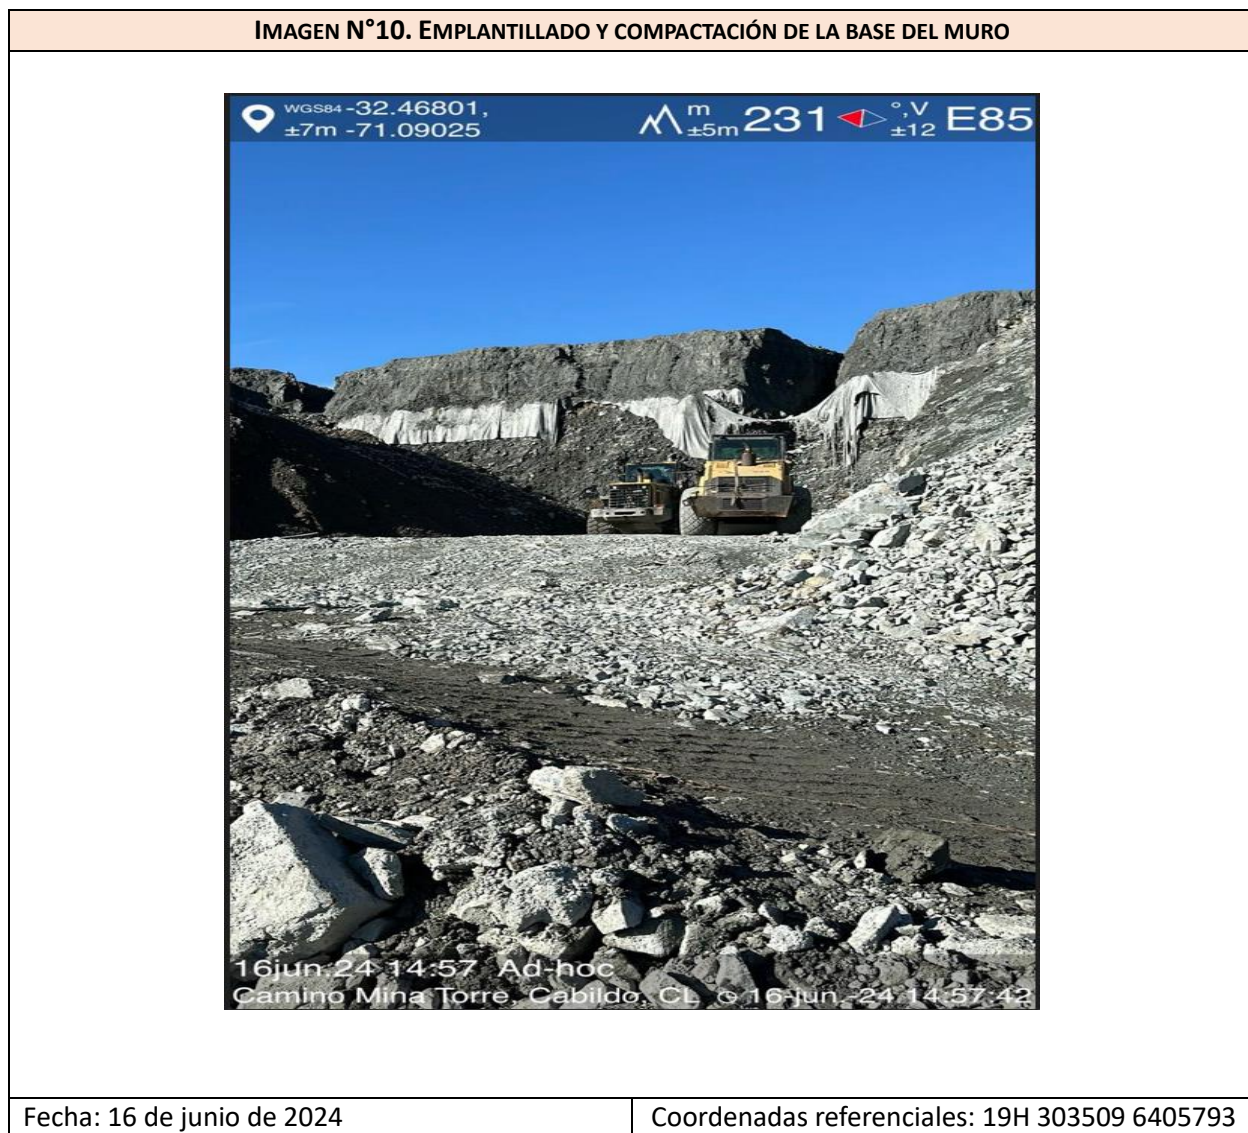 IMAGEN N°10. EMPLANTILLADO Y COMPACTACIÓN DE LA BASE DEL MURO
WGS84 -32.46801,
±7m -71.09025
m
±5m 231
°,V
±12 E85
16jun.24 14:57 Ad-hoc
Camino Mina Torre, Cabildo, CL 16-jun.-24 14:57:42
Fecha: 16 de junio de 2024
Coordenadas referenciales: 19H 303509 6405793